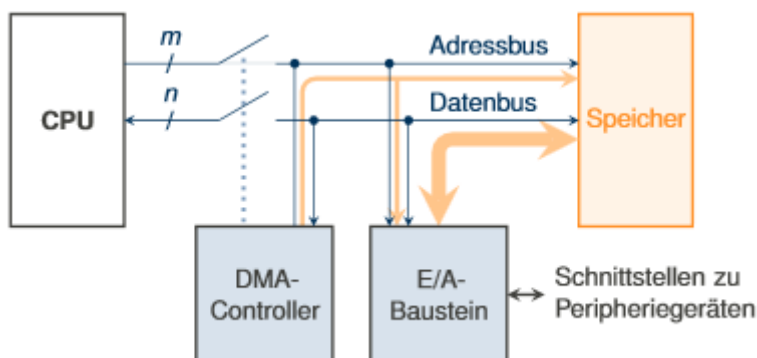 m
Adressbus
n
Datenbus
CPU
Speicher
DMA-
Controller
E/A-
Baustein
Schnittstellen zu
Peripheriegeräten